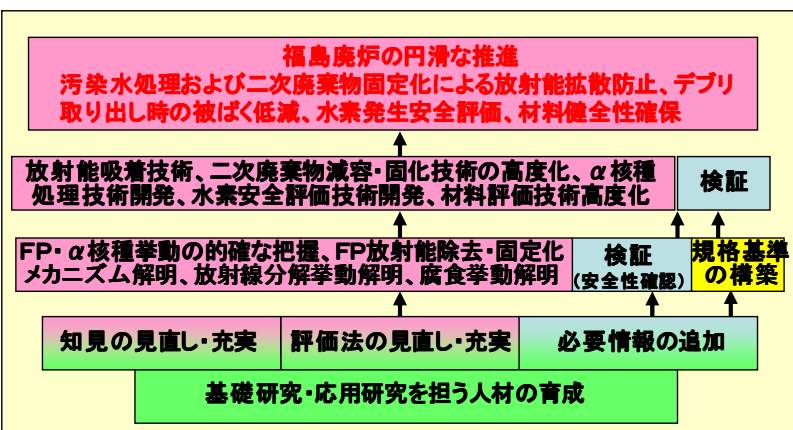 福島廃炉の円滑な推進
汚染水処理および二次廃棄物固定化による放射能拡散防止、デブリ
取り出し時の被ばく低減、水素発生安全評価、材料健全性確保
放射能吸着技術、二次廃棄物減容・固化技術の高度化、α核種
処理技術開発、水素安全評価技術開発、材料評価技術高度化
検証
FP・α核種挙動の的確な把握、FP放射能除去・固定化
メカニズム解明、放射線分解挙動解明、腐食挙動解明
検証
(安全性確認)
規格基準
の構築
知見の見直し・充実
評価法の見直し・充実
必要情報の追加
基礎研究・応用研究を担う人材の育成